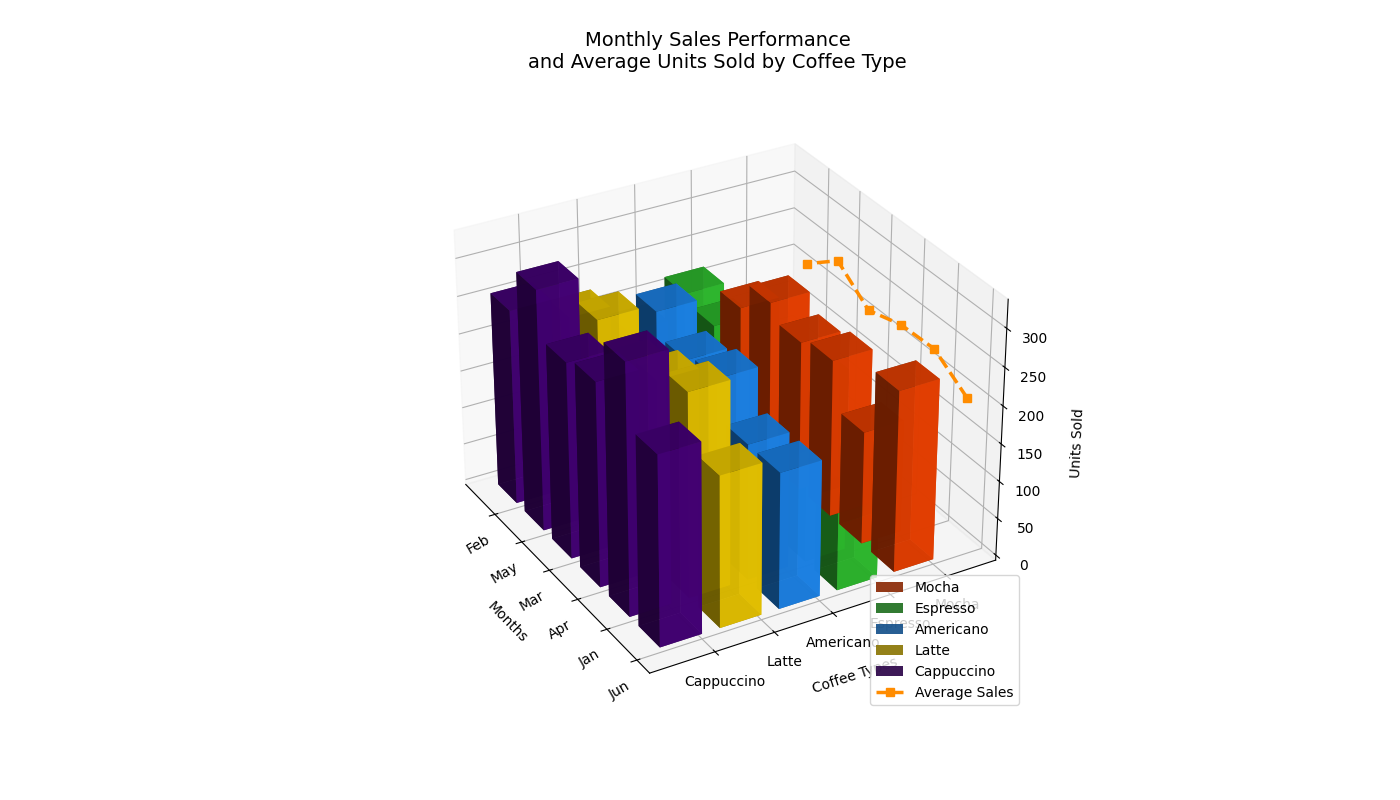 Monthly Sales Performance
and Average Units Sold by Coffee Type
300
250
200
150
100
50
0
Units Sold
Feb
May
Mar
Apr
Jan
Jun
Months
Cappuccino
Latte
Americano
Espresso
Mocha
Coffee Types
Mocha
Espresso
Americano
Latte
Cappuccino
Average Sales